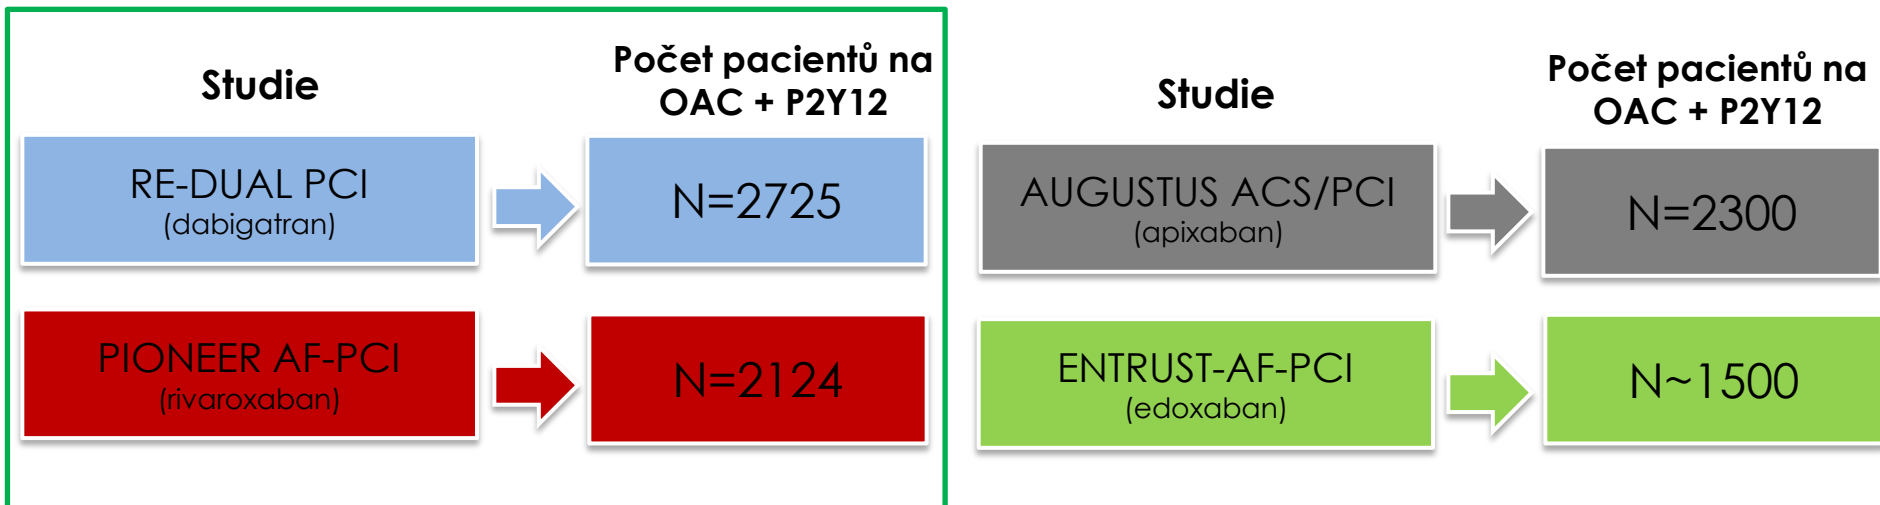 Studie
Počet pacientů na
OAC + P2Y12
RE-DUAL PCI
(dabigatran)
N=2725
PIONEER AF-PCI
(rivaroxaban)
N=2124
Studie
Počet pacientů na
OAC + P2Y12
AUGUSTUS ACS/PCI
(apixaban)
N=2300
ENTRUST-AF-PCI
(edoxaban)
N~1500